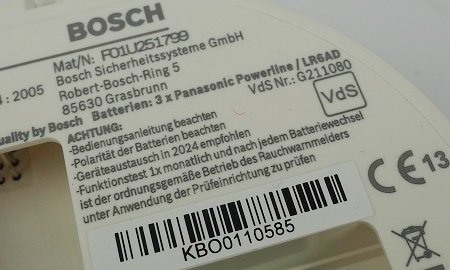 BOSCH
Mat/N: F01U251799
Bosch Sicherheitssysteme GmbH
Robert-Bosch-Ring 5
85630 Grasbrunn
: 2005
Batterien: 3 x Panasonic Powerline / LR6AD
VdS Nr.: G211080
VdS
quality by Bosch
ACHTUNG:
-Bedienungsanleitung beachten
-Polarität der Batterien beachten
-Geräteaustausch in 2024 empfohlen
-Funktionstest 1x monatlich und nach jedem Batteriewechsel
ist der ordnungsgemäße Betrieb des Rauchwarnmelders
unter Anwendung der Prüfeinrichtung zu prüfen
CE 13
KBO0110585